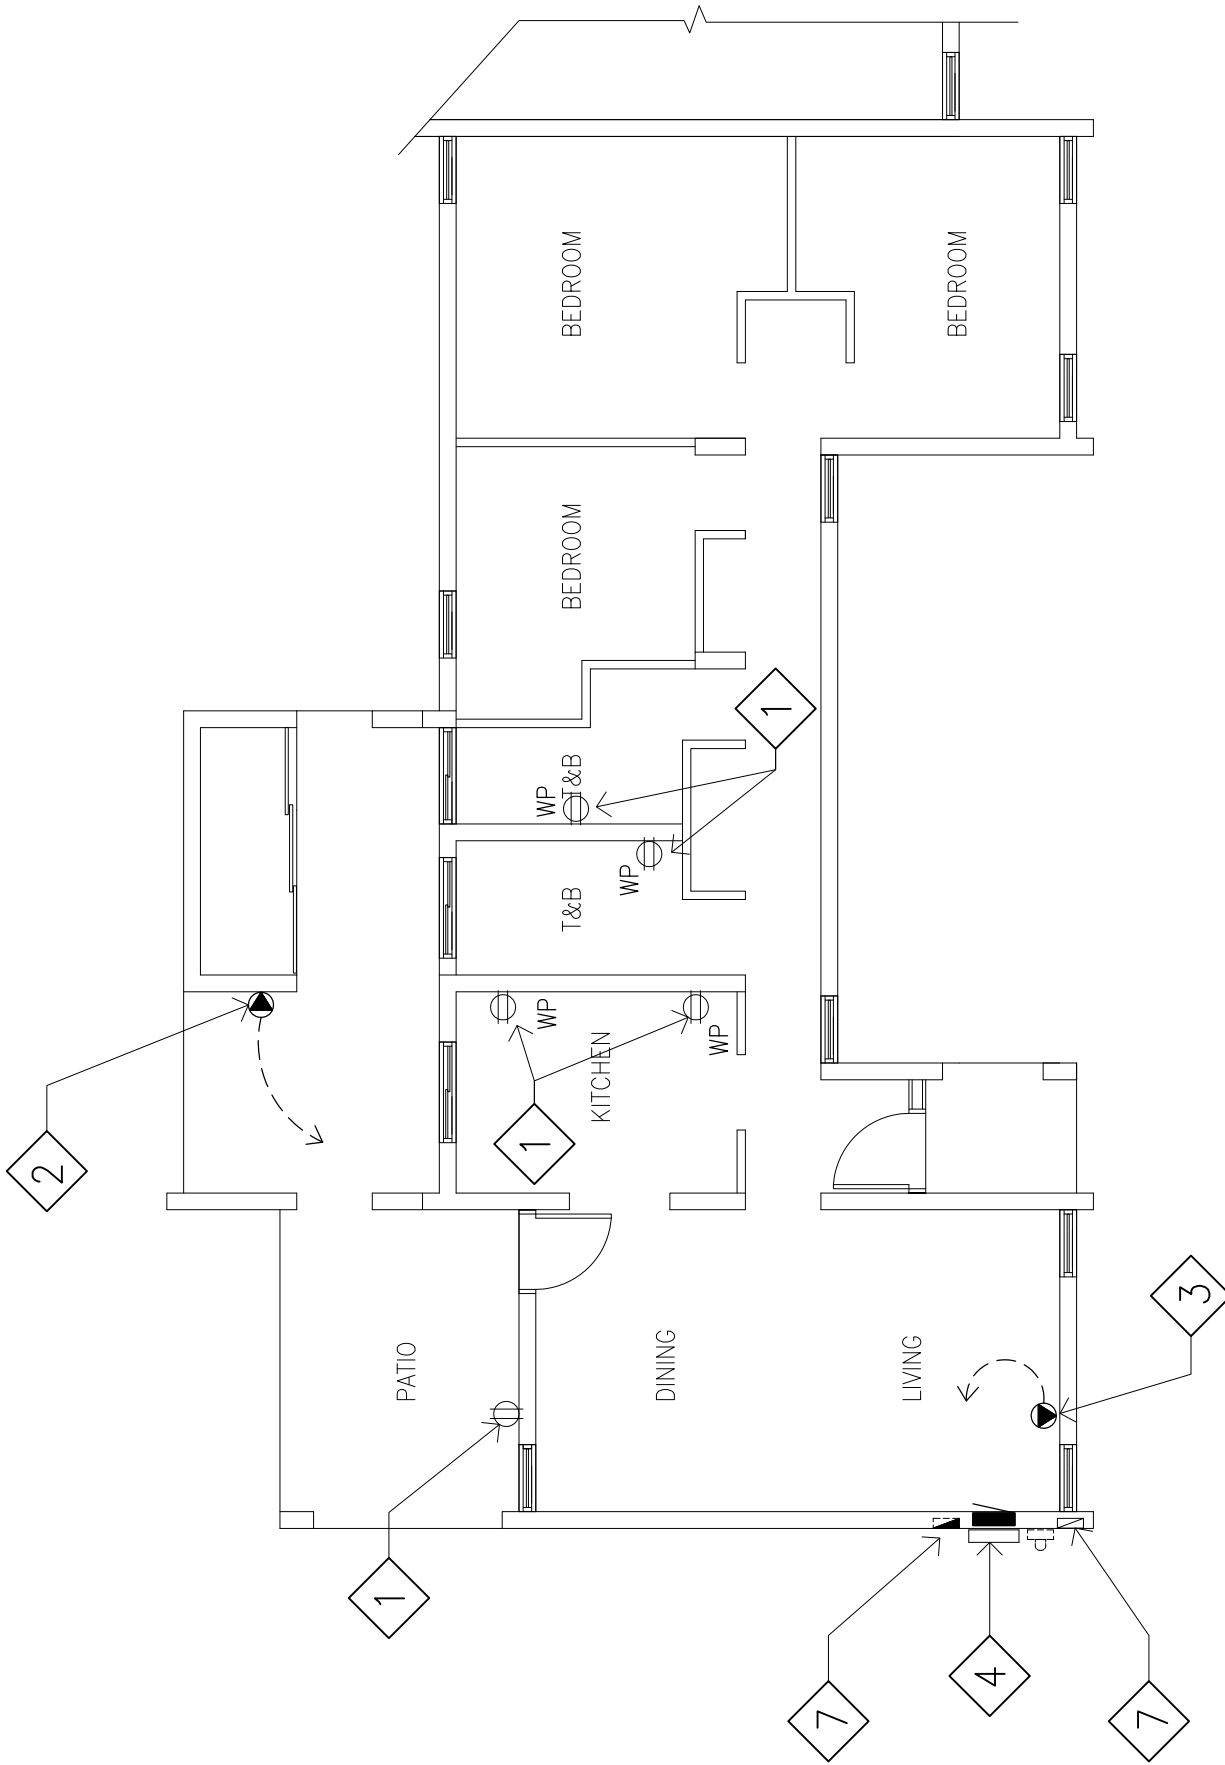 2
1
PATIO
1
WP
WP
T&B
T&B
BEDROOM
BEDROOM
KITCHEN
WP
DINING
WP
1
7
LIVING
BEDROOM
4
7
3